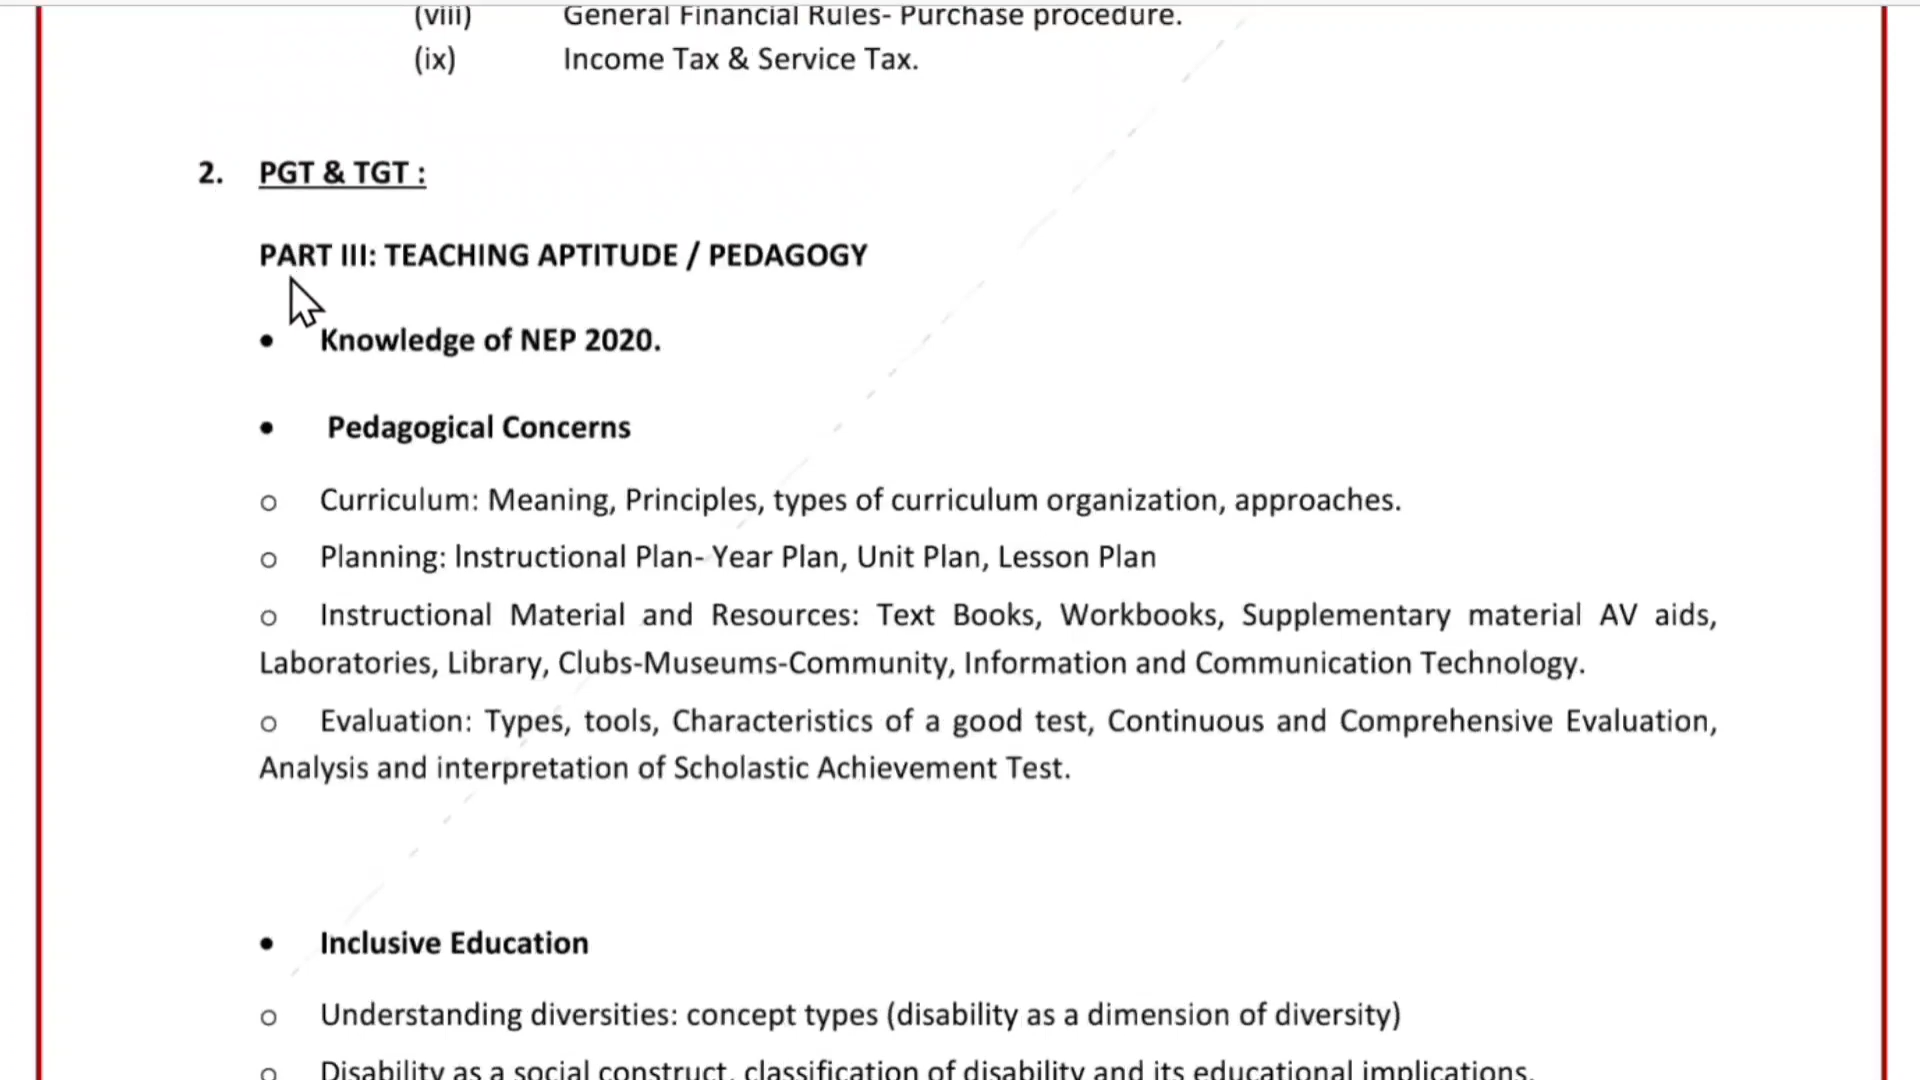 (viii) General Financial Rules- Purchase procedure.
(ix) Income Tax & Service Tax.
2. PGT & TGT :
PART III: TEACHING APTITUDE / PEDAGOGY
• Knowledge of NEP 2020.
• Pedagogical Concerns
o Curriculum: Meaning, Principles, types of curriculum organization, approaches.
o Planning: Instructional Plan- Year Plan, Unit Plan, Lesson Plan
o Instructional Material and Resources: Text Books, Workbooks, Supplementary material AV aids,
Laboratories, Library, Clubs-Museums-Community, Information and Communication Technology.
o Evaluation: Types, tools, Characteristics of a good test, Continuous and Comprehensive Evaluation,
Analysis and interpretation of Scholastic Achievement Test.
• Inclusive Education
o Understanding diversities: concept types (disability as a dimension of diversity)
o Disability as a social construct, classification of disability and its educational implications.